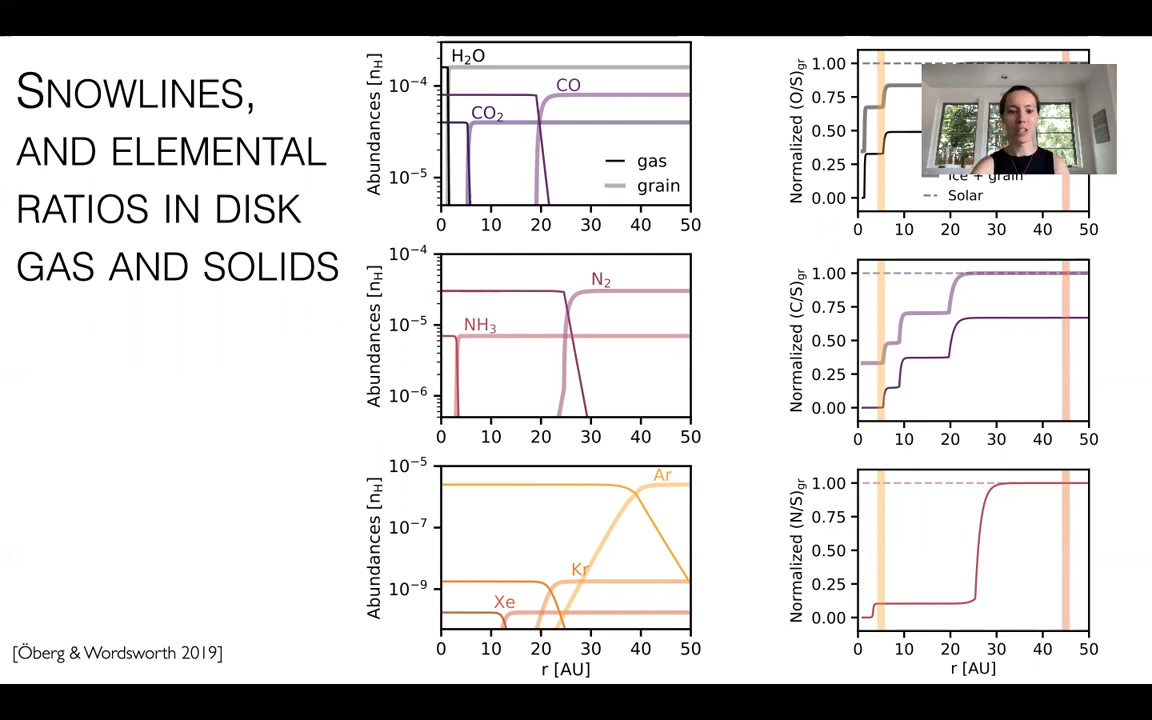 SNOWLINES,
AND ELEMENTAL
RATIOS IN DISK
GAS AND SOLIDS
[Öberg & Wordsworth 2019]
Abundances [nH]
10−4
10−5
H2O
CO
CO2
gas
grain
0 10 20 30 40 50
Abundances [nH]
10−4
10−5
10−6
N2
NH3
0 10 20 30 40 50
Abundances [nH]
10−5
10−7
10−9
Ar
Kr
Xe
0 10 20 30 40 50
r [AU]
Normalized (O/S)gr
1.00
0.75
0.50
0.25
0.00
Ice + grain
Solar
0 10 20 30 40 50
Normalized (C/S)gr
1.00
0.75
0.50
0.25
0.00
0 10 20 30 40 50
Normalized (N/S)gr
1.00
0.75
0.50
0.25
0.00
0 10 20 30 40 50
r [AU]